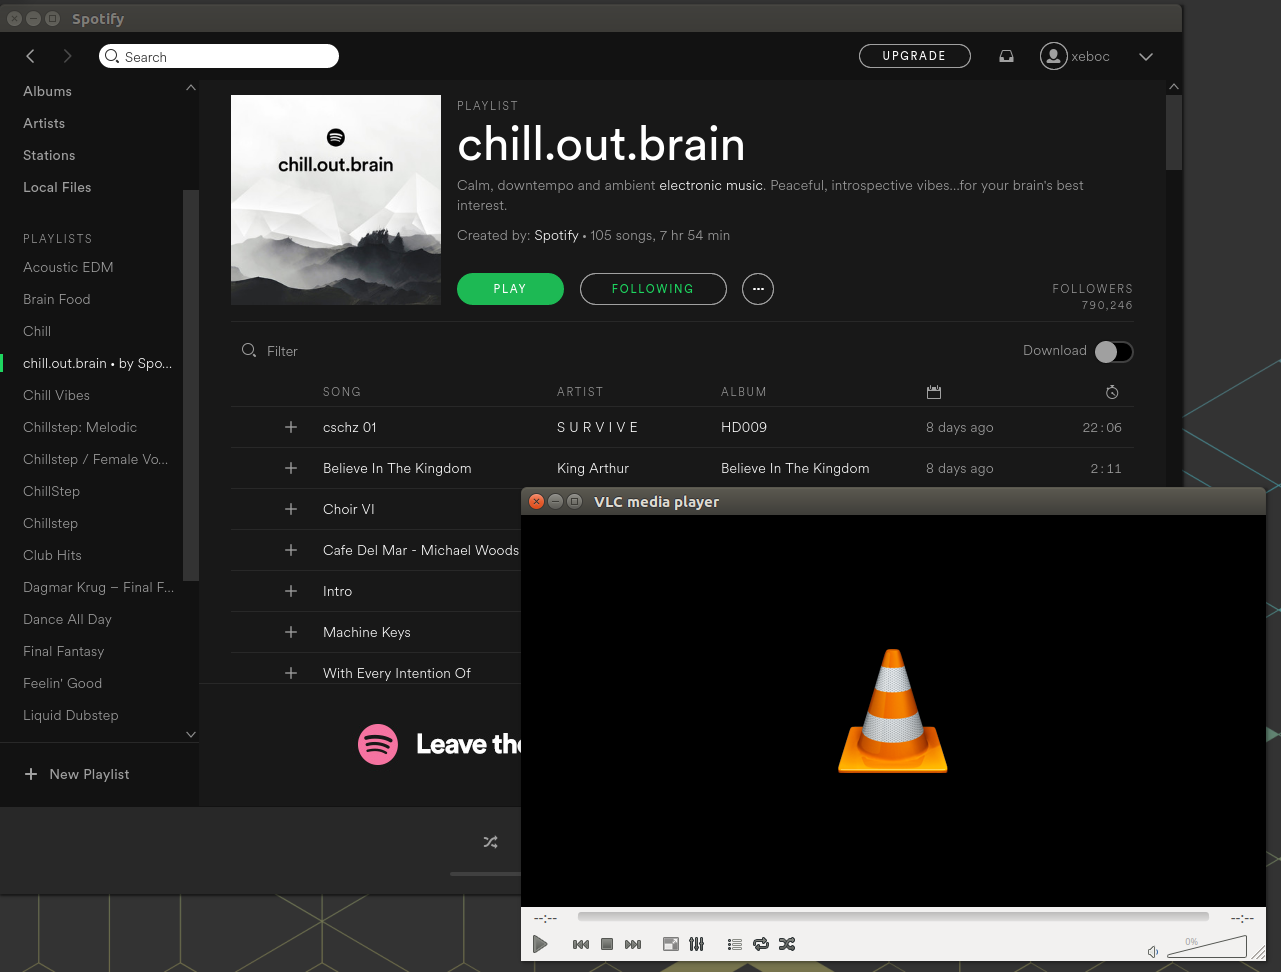 Spotify
Search
UPGRADE
xeboc
Albums
Artists
Stations
Local Files
PLAYLISTS
Acoustic EDM
Brain Food
Chill
chill.out.brain • by Spo...
Chill Vibes
Chillstep: Melodic
Chillstep / Female Vo...
ChillStep
Chillstep
Club Hits
Dagmar Krug – Final F...
Dance All Day
Final Fantasy
Feelin' Good
Liquid Dubstep
New Playlist
chill.out.brain
PLAYLIST
chill.out.brain
Calm, downtempo and ambient electronic music. Peaceful, introspective vibes...for your brain's best
interest.
Created by: Spotify • 105 songs, 7 hr 54 min
PLAY FOLLOWING
FOLLOWERS
790,246
Filter
Download
SONG ARTIST ALBUM
cschz 01 S U R V I V E HD009 8 days ago 22:06
Believe In The Kingdom King Arthur Believe In The Kingdom 8 days ago 2:11
Choir VI
Cafe Del Mar - Michael Woods
Intro
Machine Keys
With Every Intention Of
Leave the
VLC media player
--:-- --:--
0%